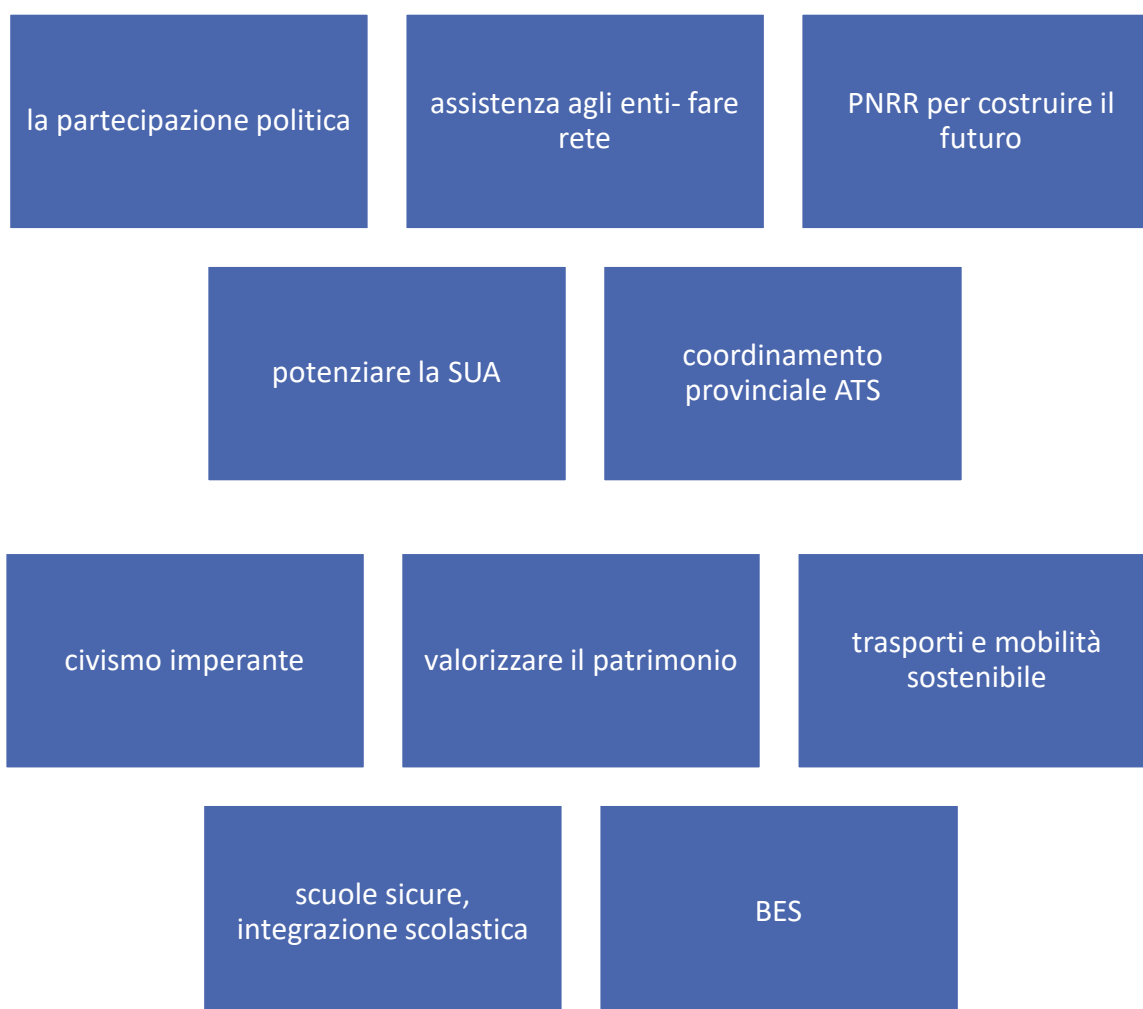 la partecipazione politica
assistenza agli enti- fare
rete
PNRR per costruire il
futuro
potenziare la SUA
coordinamento
provinciale ATS
civismo imperante
valorizzare il patrimonio
trasporti e mobilità
sostenibile
scuole sicure,
integrazione scolastica
BES